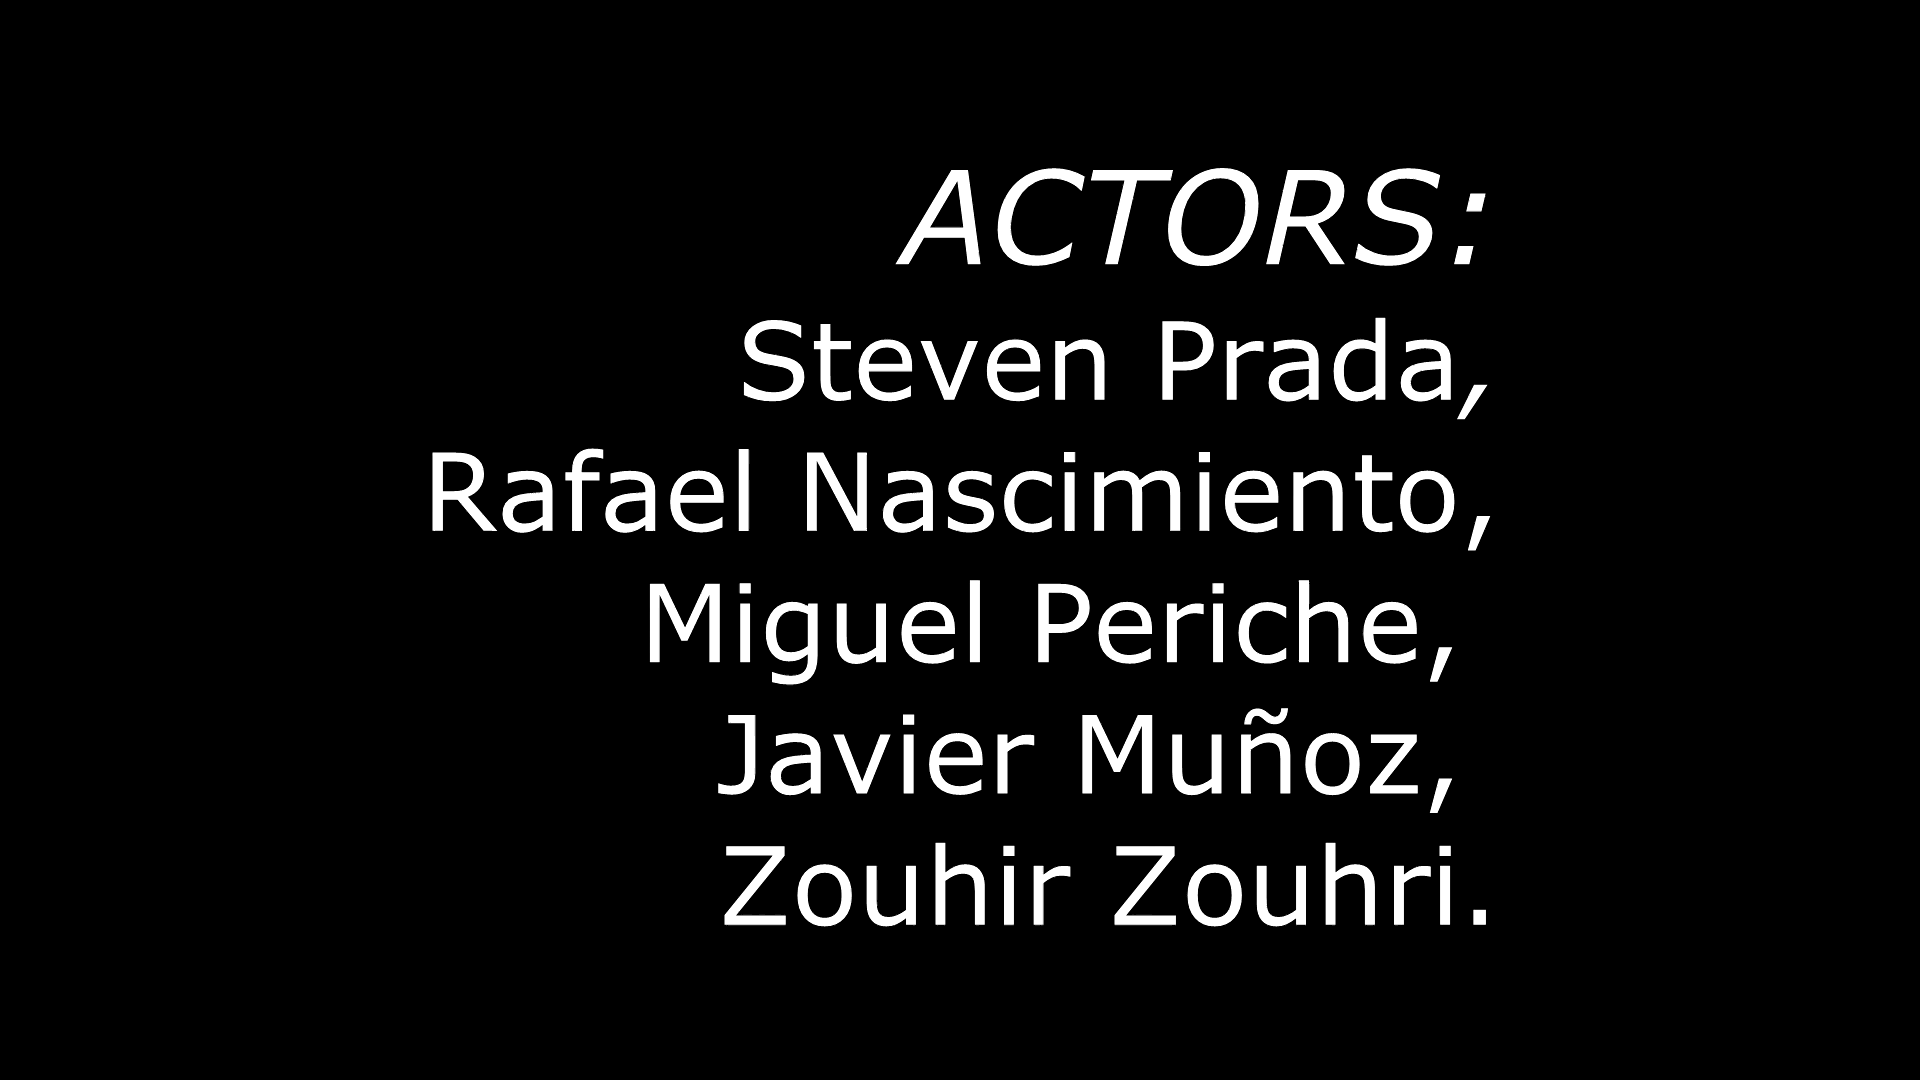 ACTORS:
Steven Prada,
Rafael Nascimiento,
Miguel Periche,
Javier Muñoz,
Zouhir Zouhri.